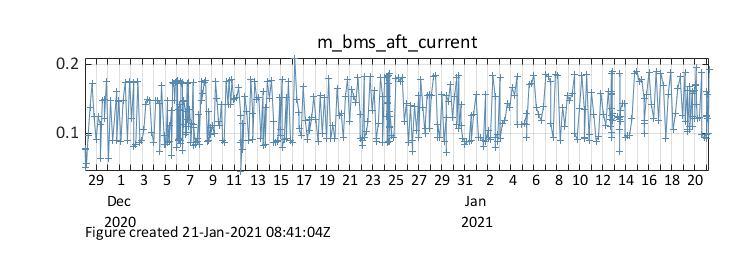 m_bms_aft_current
0.2
0.1
29 1 3 5 7 9 11 13 15 17 19 21 23 25 27 29 31 2 4 6 8 10 12 14 16 18 20
Dec Jan
2020 2021
Figure created 21-Jan-2021 08:41:04Z